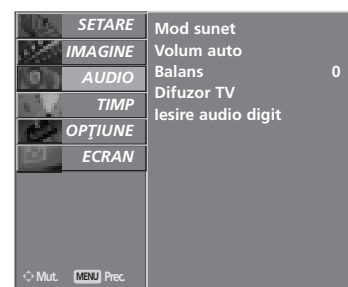 SETARE
IMAGINE
AUDIO
TIMP
OPŢIUNE
ECRAN
Mod sunet
Volum auto
Balans 0
Difuzor TV
Iesire audio digit
Mut. MENU Prec.